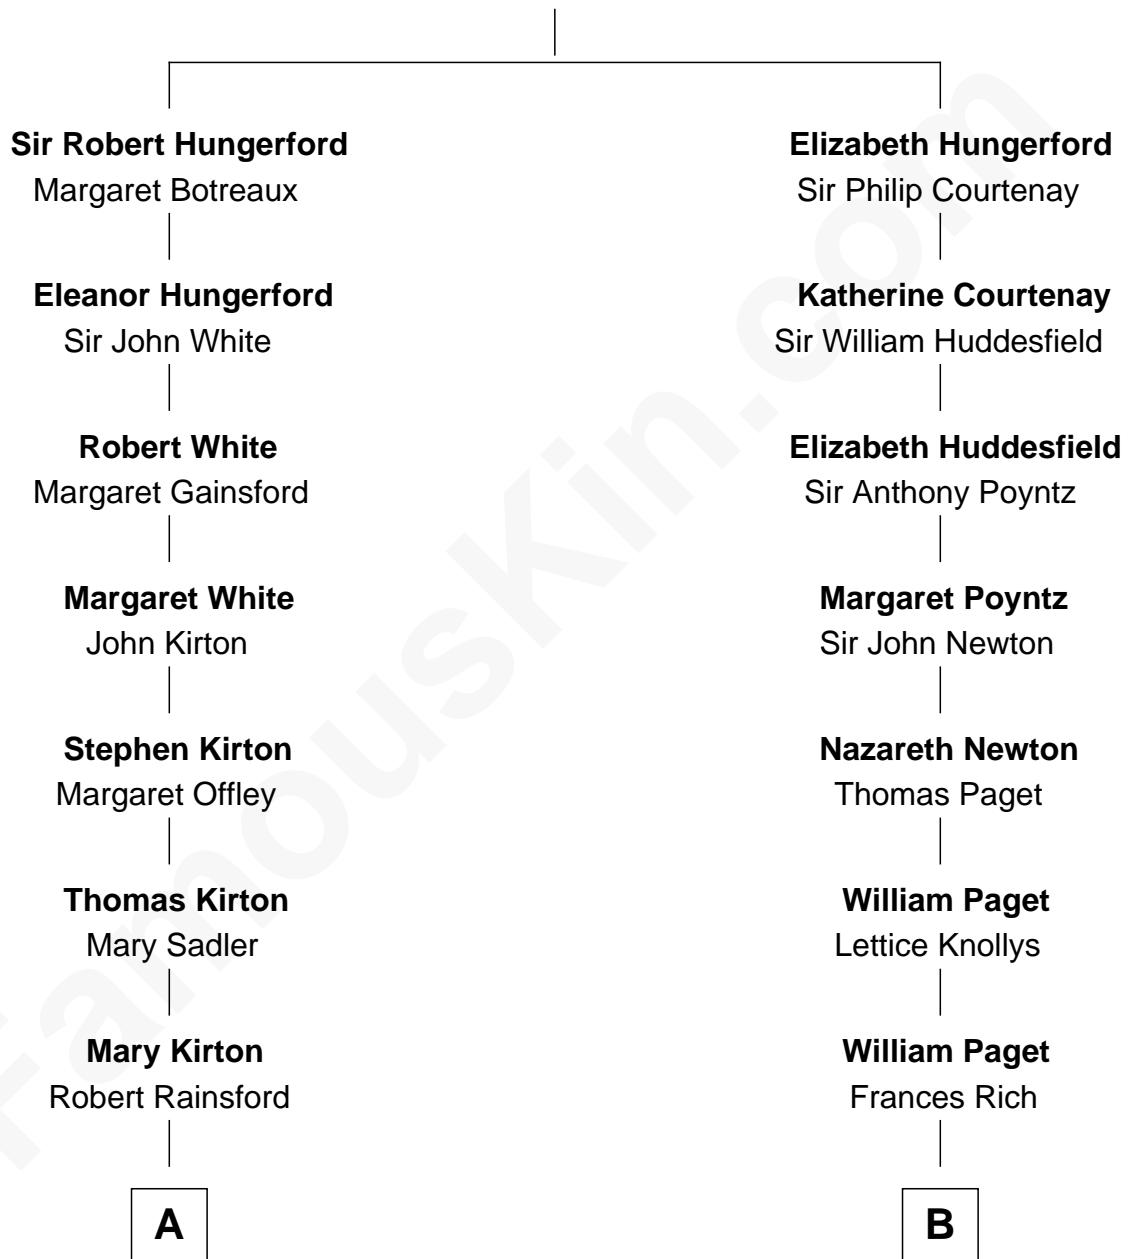 Sir Robert Hungerford
Margaret Botreaux
Eleanor Hungerford
Sir John White
Robert White
Margaret Gainsford
Margaret White
John Kirton
Stephen Kirton
Margaret Offley
Thomas Kirton
Mary Sadler
Mary Kirton
Robert Rainsford
A
Elizabeth Hungerford
Sir Philip Courtenay
Katherine Courtenay
Sir William Huddesfield
Elizabeth Huddesfield
Sir Anthony Poyntz
Margaret Poyntz
Sir John Newton
Nazareth Newton
Thomas Paget
William Paget
Lettice Knollys
William Paget
Frances Rich
B
FamousKin.com